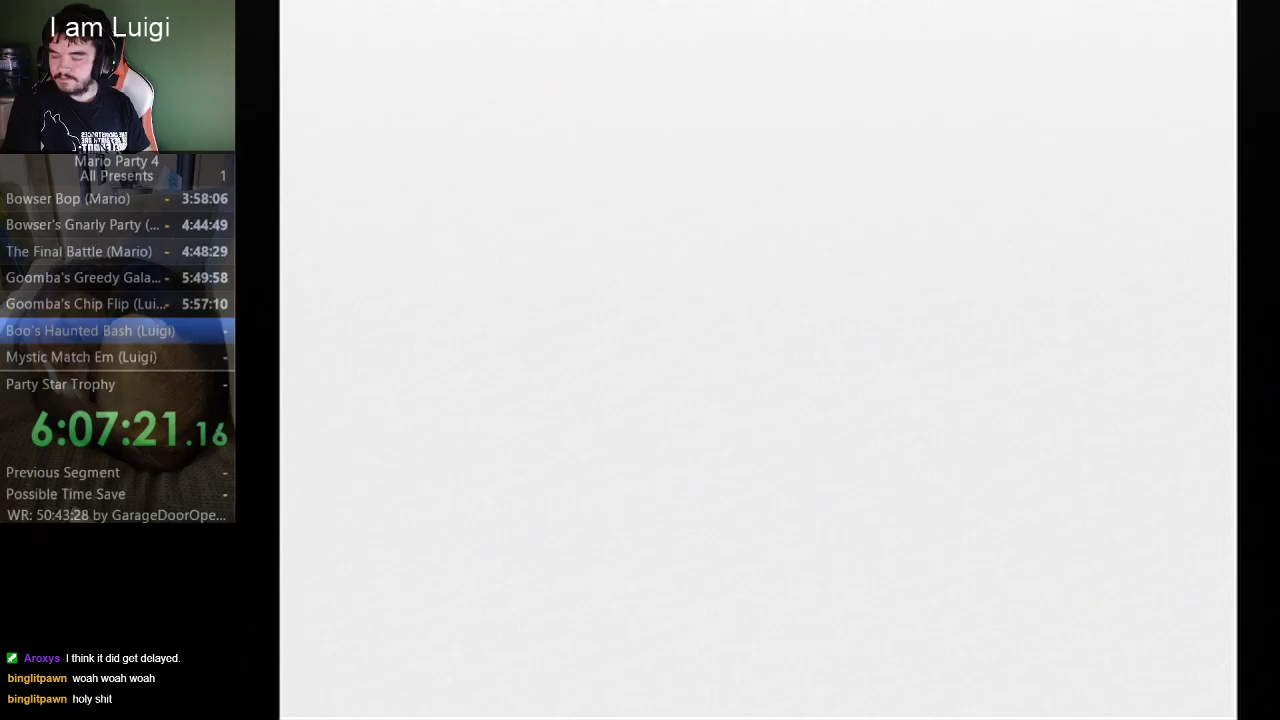 I am Luigi
Mario Party 4
All Presents 1
Bowser Bop (Mario) - 3:58:06
Bowser's Gnarly Party (... - 4:44:49
The Final Battle (Mario) - 4:48:29
Goomba's Greedy Gala... - 5:49:58
Goomba's Chip Flip (Lui... - 5:57:10
Boo's Haunted Bash (Luigi) -
Mystic Match Em (Luigi) -
Party Star Trophy -
6:07:21.16
Previous Segment -
Possible Time Save -
WR: 50:43:28 by GarageDoorOpe...
Aroxys I think it did get delayed.
binglitpawn woah woah woah
binglitpawn holy shit